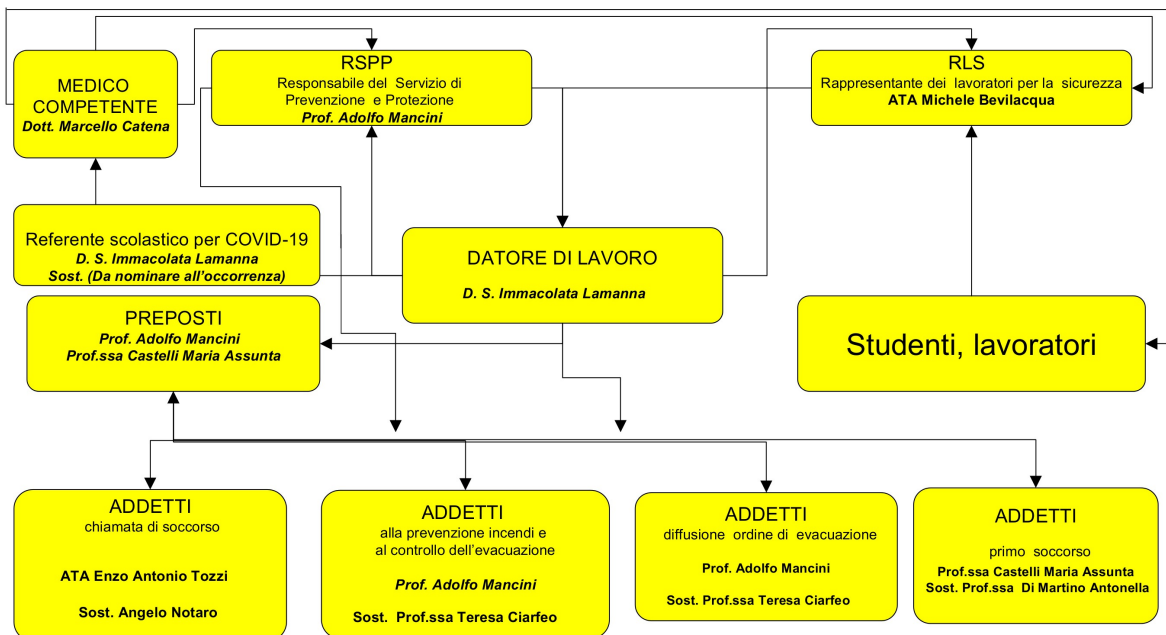 MEDICO
COMPETENTE
Dott. Marcello Catena
RSPP
Responsabile del Servizio di
Prevenzione e Protezione
Prof. Adolfo Mancini
RLS
Rappresentante dei lavoratori per la sicurezza
ATA Michele Bevilacqua
Referente scolastico per COVID-19
D. S. Immacolata Lamanna
Sost. (Da nominare all'occorrenza)
DATORE DI LAVORO
D. S. Immacolata Lamanna
PREPOSTI
Prof. Adolfo Mancini
Prof.ssa Castelli Maria Assunta
Studenti, lavoratori
ADDETTI
chiamata di soccorso
ATA Enzo Antonio Tozzi
Sost. Angelo Notaro
ADDETTI
alla prevenzione incendi e
al controllo dell'evacuazione
Prof. Adolfo Mancini
Sost. Prof.ssa Teresa Ciarfeo
ADDETTI
diffusione ordine di evacuazione
Prof. Adolfo Mancini
Sost. Prof.ssa Teresa Ciarfeo
ADDETTI
primo soccorso
Prof.ssa Castelli Maria Assunta
Sost. Prof.ssa Di Martino Antonella